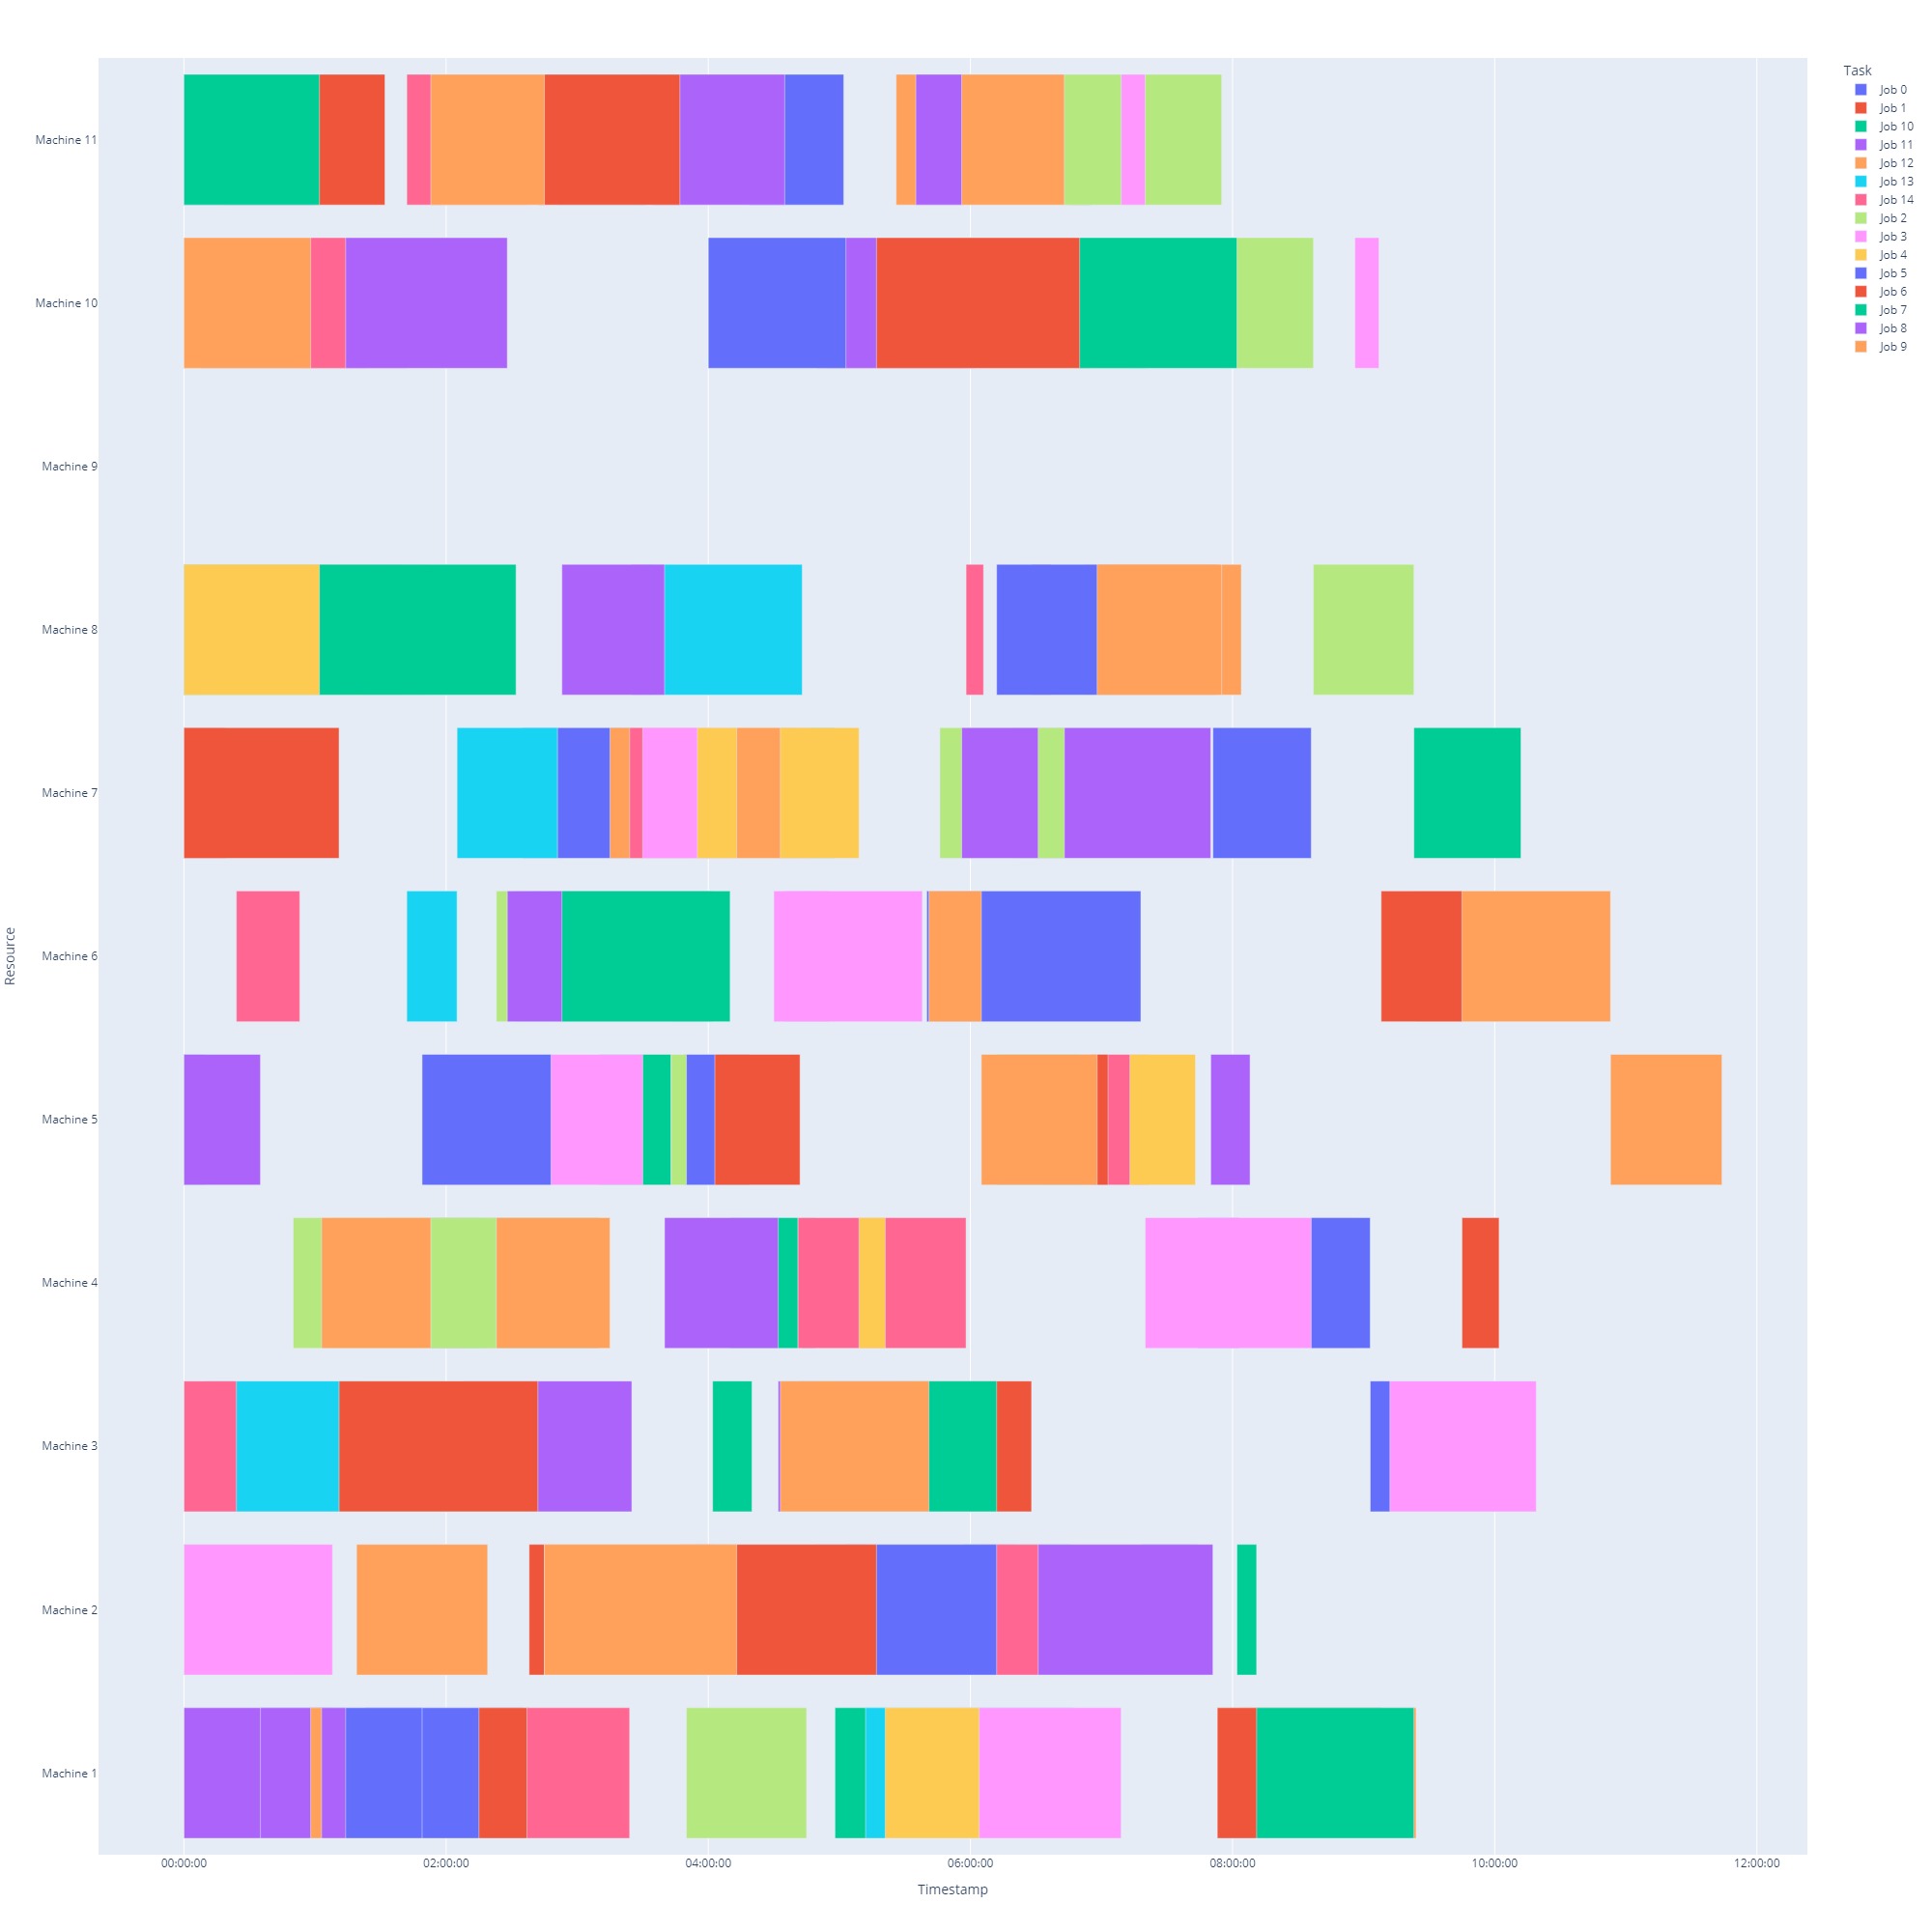 Task
Job 0
Job 1
Job 10
Job 11
Job 12
Job 13
Job 14
Job 2
Job 3
Job 4
Job 5
Job 6
Job 7
Job 8
Job 9
Machine 11
Machine 10
Machine 9
Machine 8
Machine 7
Machine 6
Machine 5
Machine 4
Machine 3
Machine 2
Machine 1
Resource
00:00:00 02:00:00 04:00:00 06:00:00 08:00:00 10:00:00 12:00:00
Timestamp